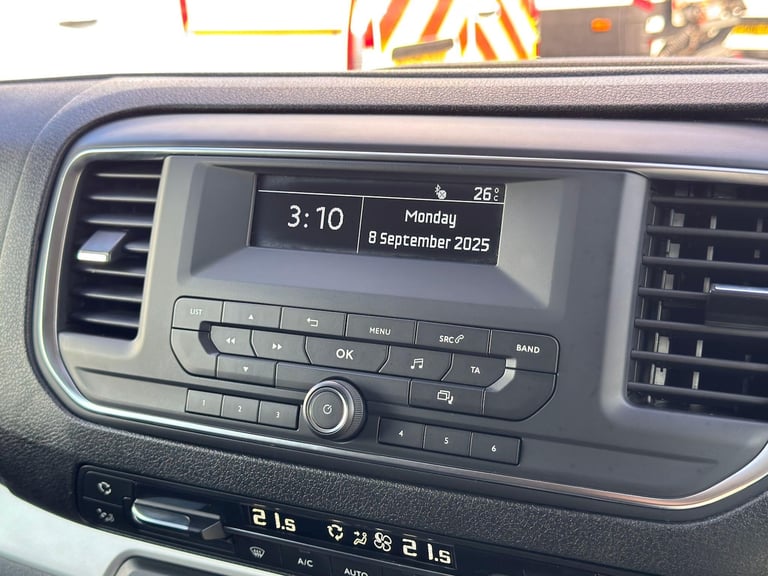 26°C
3:10
Monday
8 September 2025
LIST
MENU
SRC
BAND
OK
TA
1 2 3
4 5 6
21.5 21.5
A/C
AUTO